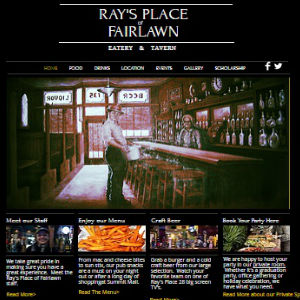 RAY'S PLACE
of
FAIRLAWN
EATERY & TAVERN
HOME FOOD DRINKS LOCATION EVENTS GALLERY SCHOLARSHIP
Meet our Staff
We take great pride in
making sure you have a
great experience. Meet the
Ray's Place of Fairlawn
staff.
Read More>
Enjoy our Menu
From mac and cheese bites
to sushi tilis, our pub snacks
are a must on your night
out or after a long day of
shoppingat Summit Mall.
Read The Menu>
Craft Beer
Grab a burger and a cold
craft beer from our large
selection. Watch your
favorite team on one of
Ray's Place 28 big screen
TV's.
Read More>
Book Your Party Here
We are happy to host your
party in our private room.
Whether it's a graduation
party, office gathering or
holiday celebration, we
have what you need.
Read More about our Private Sp